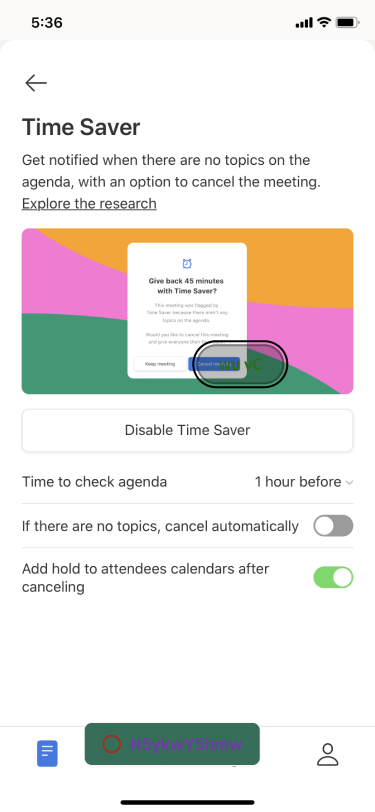 5:36
Time Saver
Get notified when there are no topics on the
agenda, with an option to cancel the meeting.
Explore the research
Give back 45 minutes
with Time Saver?
This meeting was flagged by
Time Saver because there aren't any
topics on the agenda.
Would you like to cancel this meeting
and give everyone their
Keep meeting
Cancel
Disable Time Saver
Time to check agenda
1 hour before
If there are no topics, cancel automatically
Add hold to attendees calendars after
canceling